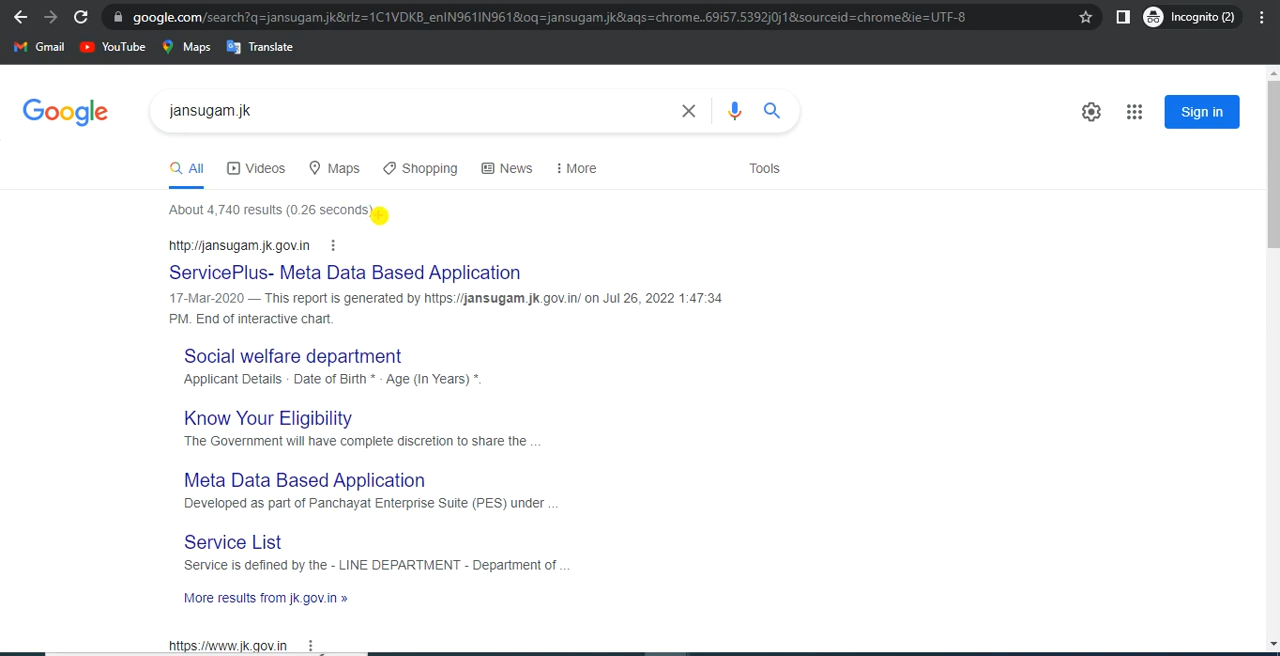 google.com/search?q=jansugam.jk&rlz=1C1VDKB_enIN961IN961&oq=jansugam.jk&aqs=chrome..69i57.5392j0j1&sourceid=chrome&ie=UTF-8
Incognito (2)
Gmail
YouTube
Maps
Translate
Google
jansugam.jk
Sign in
All
Videos
Maps
Shopping
News
More
Tools
About 4,740 results (0.26 seconds)
http://jansugam.jk.gov.in
ServicePlus- Meta Data Based Application
17-Mar-2020 — This report is generated by https://jansugam.jk.gov.in/ on Jul 26, 2022 1:47:34
PM. End of interactive chart.
Social welfare department
Applicant Details · Date of Birth * · Age (In Years) *.
Know Your Eligibility
The Government will have complete discretion to share the ...
Meta Data Based Application
Developed as part of Panchayat Enterprise Suite (PES) under ...
Service List
Service is defined by the - LINE DEPARTMENT - Department of ...
More results from jk.gov.in »
https://www.jk.gov.in